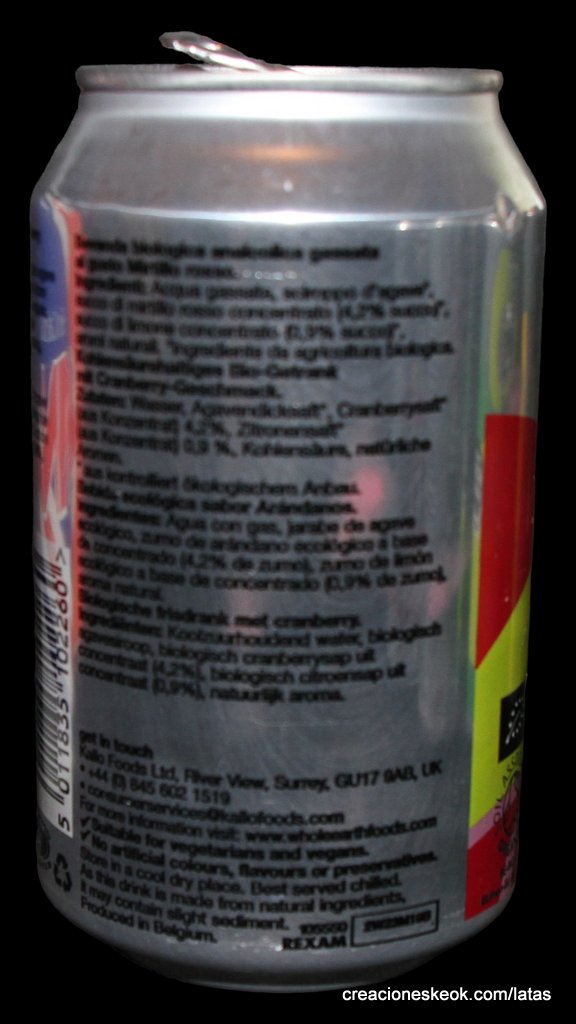 Bevanda biologica analcolica gassata
al gusto Mirtillo rosso.
Ingredienti: Acqua gassata, sciroppo d'agave*,
succo di mirtillo rosso concentrato (4,2% succo)*,
succo di limone concentrato (0,9% succo)*,
aromi naturali. *Ingrediente da agricoltura biologica.
Kohlensäurehaltiges Bio-Getränk
mit Cranberry-Geschmack.
Zutaten: Wasser, Agavendicksaft*, Cranberrysaft*
aus Konzentrat) 4,2%, Zitronensaft*
aus Konzentrat) 0,9 %, Kohlensäure, natürliche
aus kontrolliert ökologischem Anbau.
Bebida ecológica sabor Arándanos.
Ingredientes: Agua con gas, jarabe de agave
ecológico, zumo de arándano ecológico a base
de concentrado (4,2% de zumo), zumo de limón
ecológico a base de concentrado (0,9% de zumo),
aroma natural.
Biologische frisdrank met cranberry.
Ingrediënten: Koolzuurhoudend water, biologisch
agavesiroop, biologisch cranberrysap uit
concentraat (4,2%), biologisch citroensap uit
concentraat (0,9%), natuurlijk aroma.
get in touch
Kallo Foods Ltd, River View, Surrey, GU17 9AB, UK
• +44 (0) 845 602 1519
• consumerservices@kallofoods.com
For more information visit: www.wholeearthfoods.com
✓Suitable for vegetarians and vegans.
✓No artificial colours, flavours or preservatives.
Store in a cool dry place. Best served chilled.
As this drink is made from natural ingredients,
it may contain slight sediment.
Produced in Belgium.
REXAM
5 011835 102260 >
creacioneskeok.com/latas